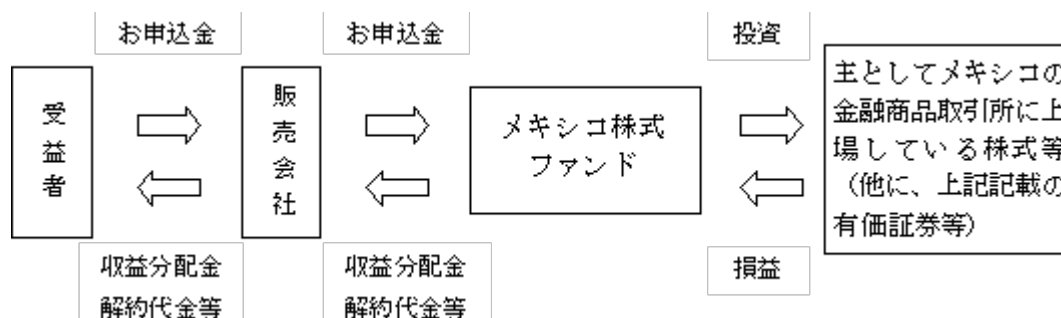 お申込金
お申込金
投資
受益者
販売会社
メキシコ株式
ファンド
主としてメキシコの
金融商品取引所に上
場している株式等
（他に、上記記載の
有価証券等）
収益分配金
解約代金等
収益分配金
解約代金等
損益